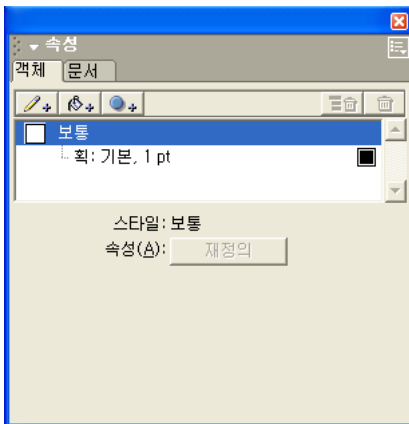 속성
객체 문서
보통
획: 기본, 1 pt
스타일: 보통
속성(A): 재정의